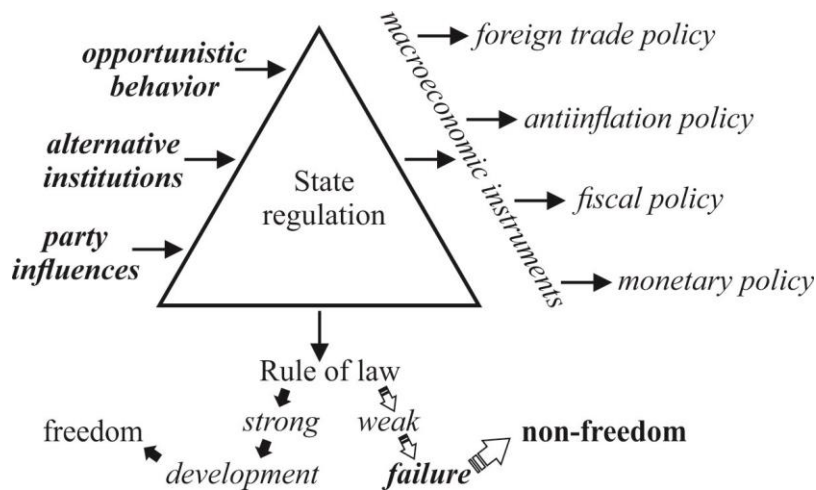 opportunistic
behavior
alternative
institutions
party
influences
State
regulation
macroeconomic instruments
foreign trade policy
antiinflation policy
fiscal policy
monetary policy
Rule of law
strong
weak
freedom
non-freedom
development
failure